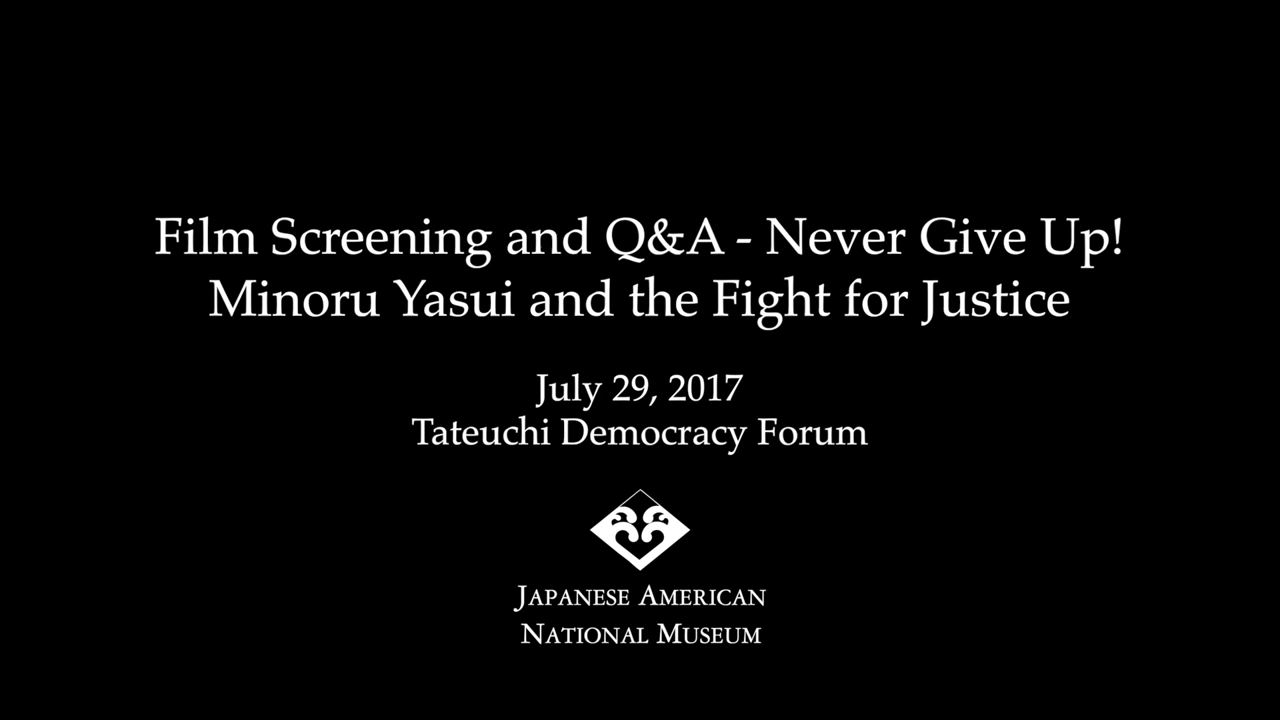 Film Screening and Q&A - Never Give Up!
Minoru Yasui and the Fight for Justice
July 29, 2017
Tateuchi Democracy Forum
JAPANESE AMERICAN
NATIONAL MUSEUM